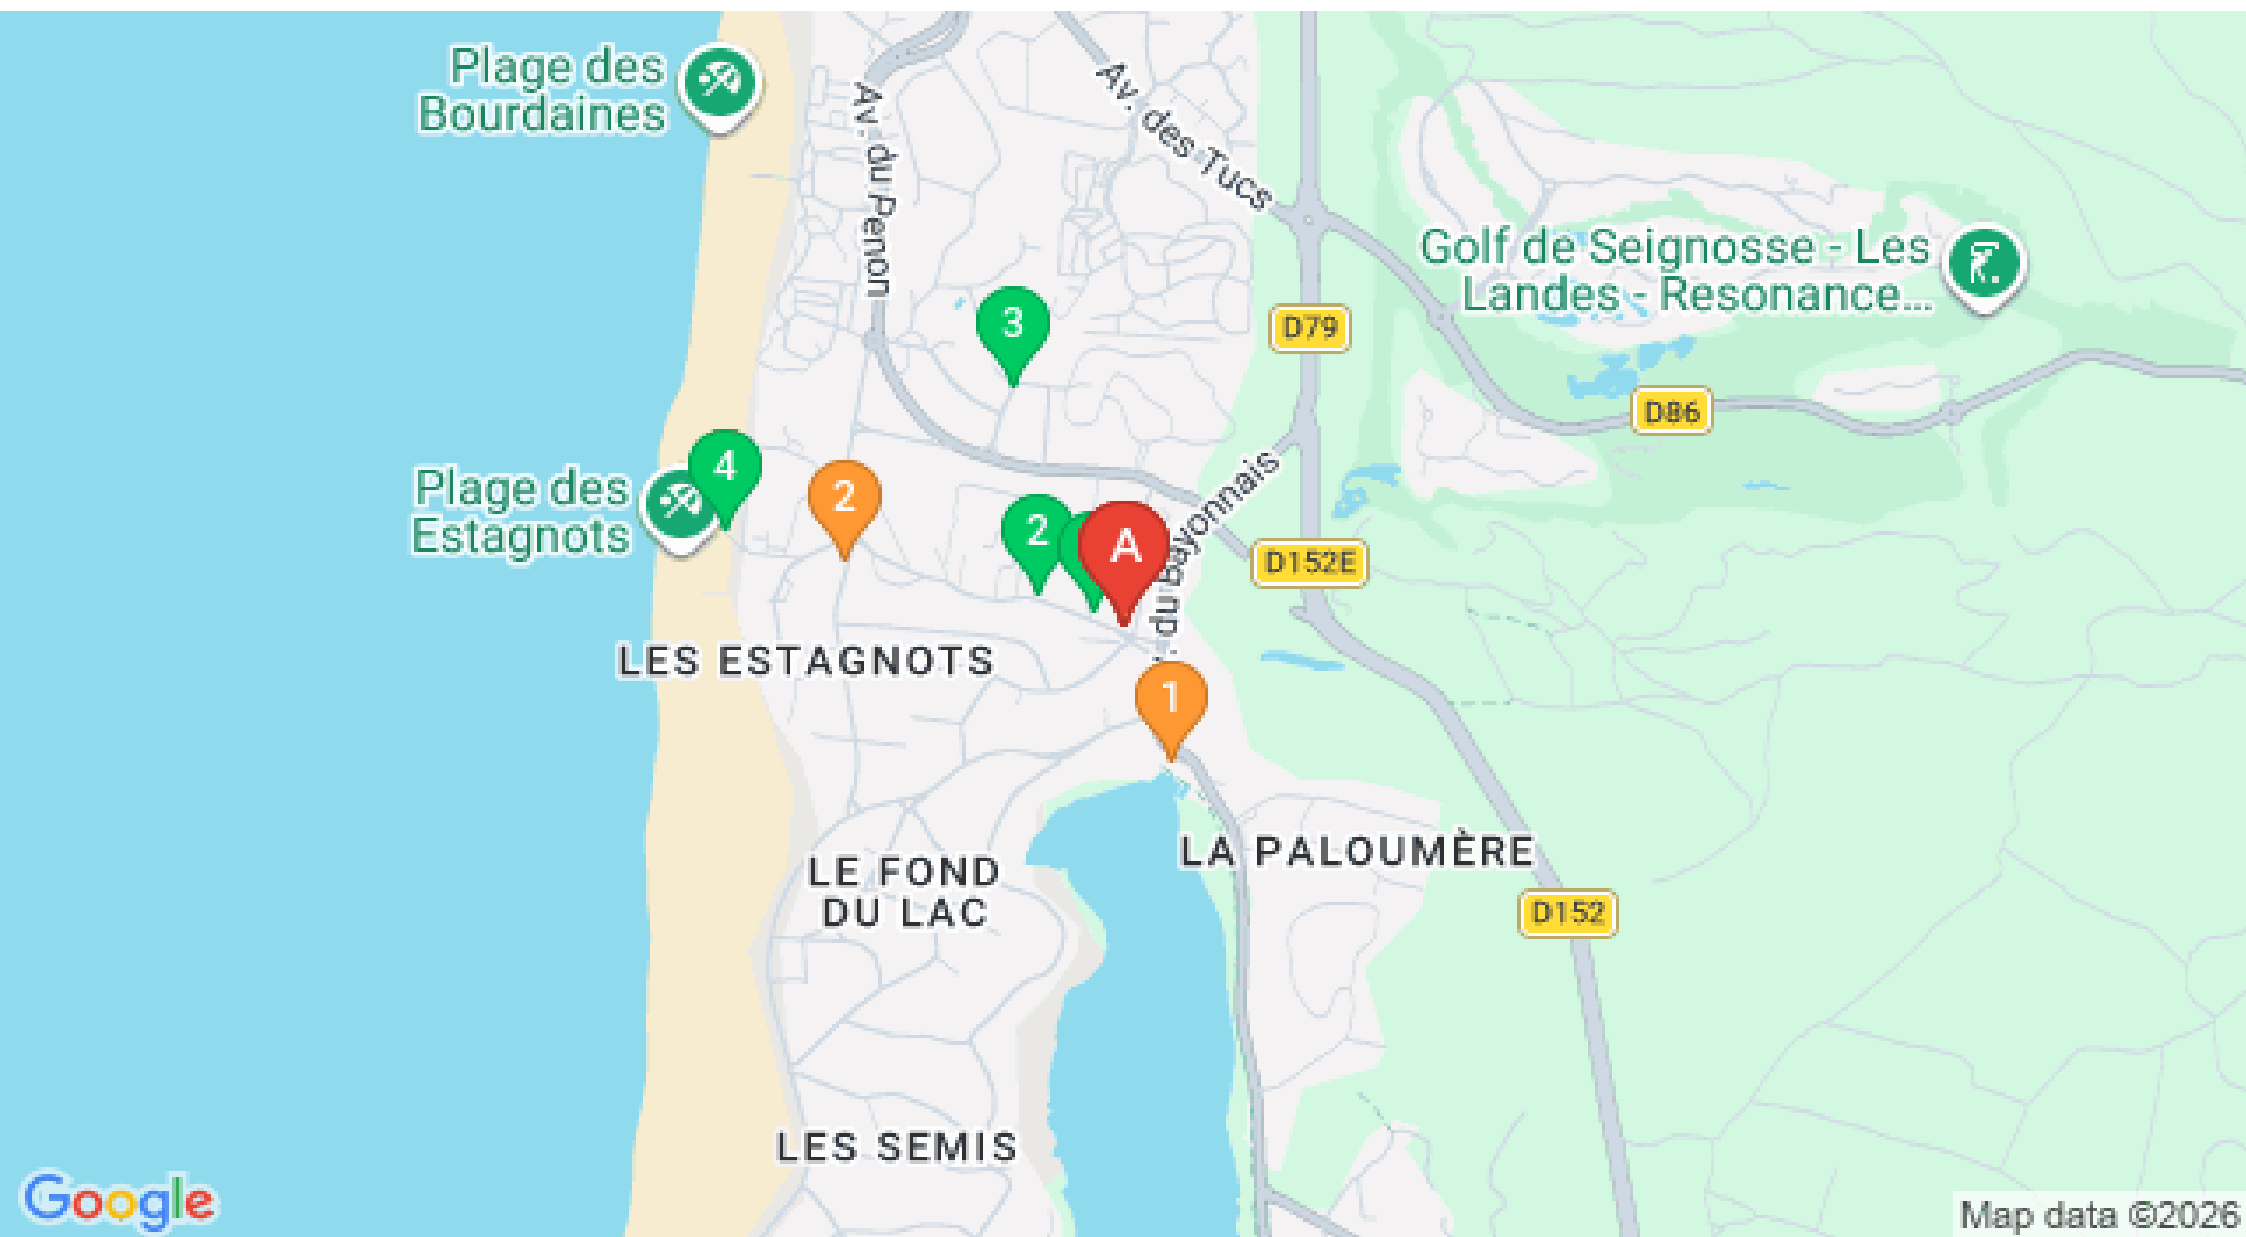 Plage des
Bourdaines
Av. du Penon
Av. des Tucs
Golf de Seignosse - Les
Landes - Resonance...
3
D79
D86
4
Plage des
Estagnots
2
2
A
du bayonnais
D152E
LES ESTAGNOTS
1
LA PALOUMÈRE
LE FOND
DU LAC
D152
LES SEMIS
Google
Map data ©2026